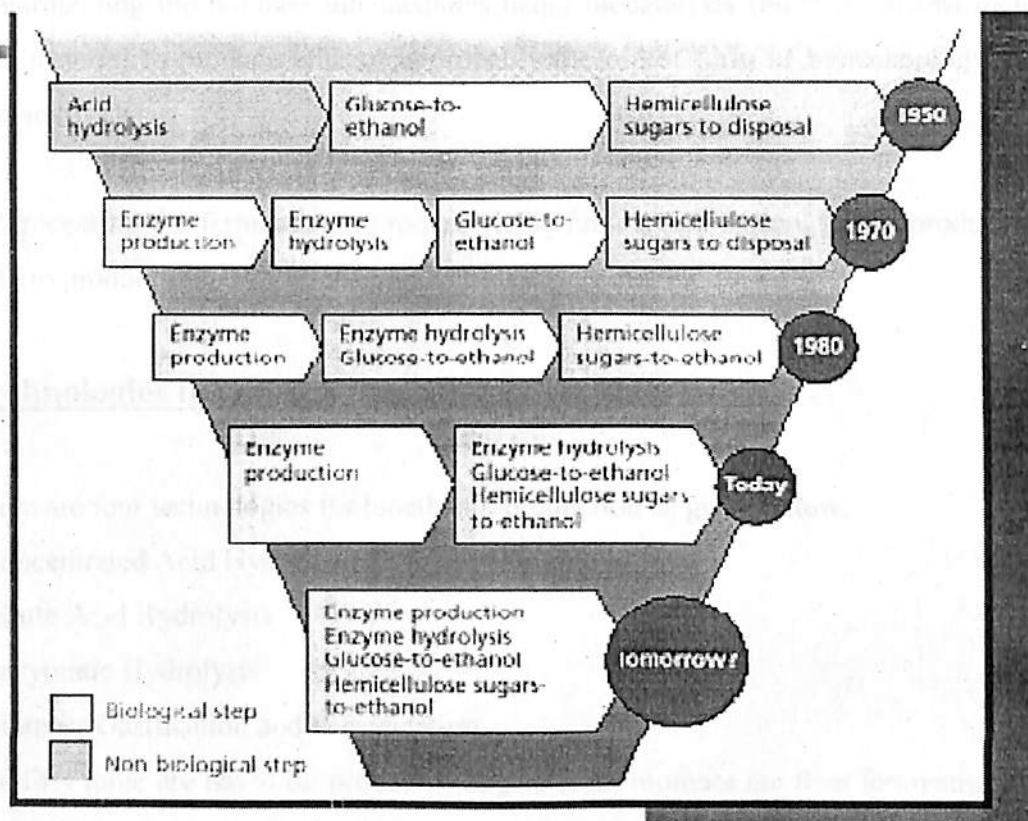 Acid
hydrolysis
Glucose-to-
ethanol
Hemicellulose
sugars to disposal
1950
Enzyme
production
Enzyme
hydrolysis
Glucose-to-
ethanol
Hemicellulose
sugars to disposal
1970
Enzyme
production
Enzyme hydrolysis
Glucose-to-ethanol
Hemicellulose
sugars-to-ethanol
1980
Enzyme
production
Enzyme hydrolysis
Glucose-to-ethanol
Hemicellulose sugars
to-ethanol
Today
Enzyme production
Enzyme hydrolysis
Glucose-to-ethanol
Hemicellulose sugars-
to-ethanol
Tomorrow?
Biological step
Non biological step